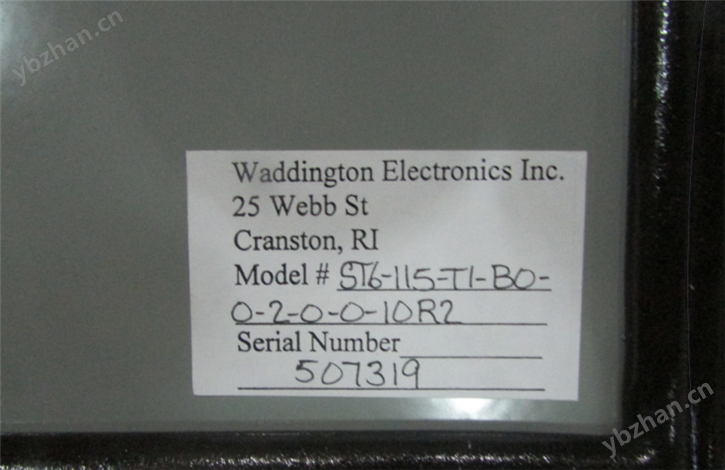 ybzhan.cn
Waddington Electronics Inc.
25 Webb St
Cranston, RI
Model # ST6-115-T1-B0-
0-2-0-0-10R2
Serial Number
507319
ybzhan.cn